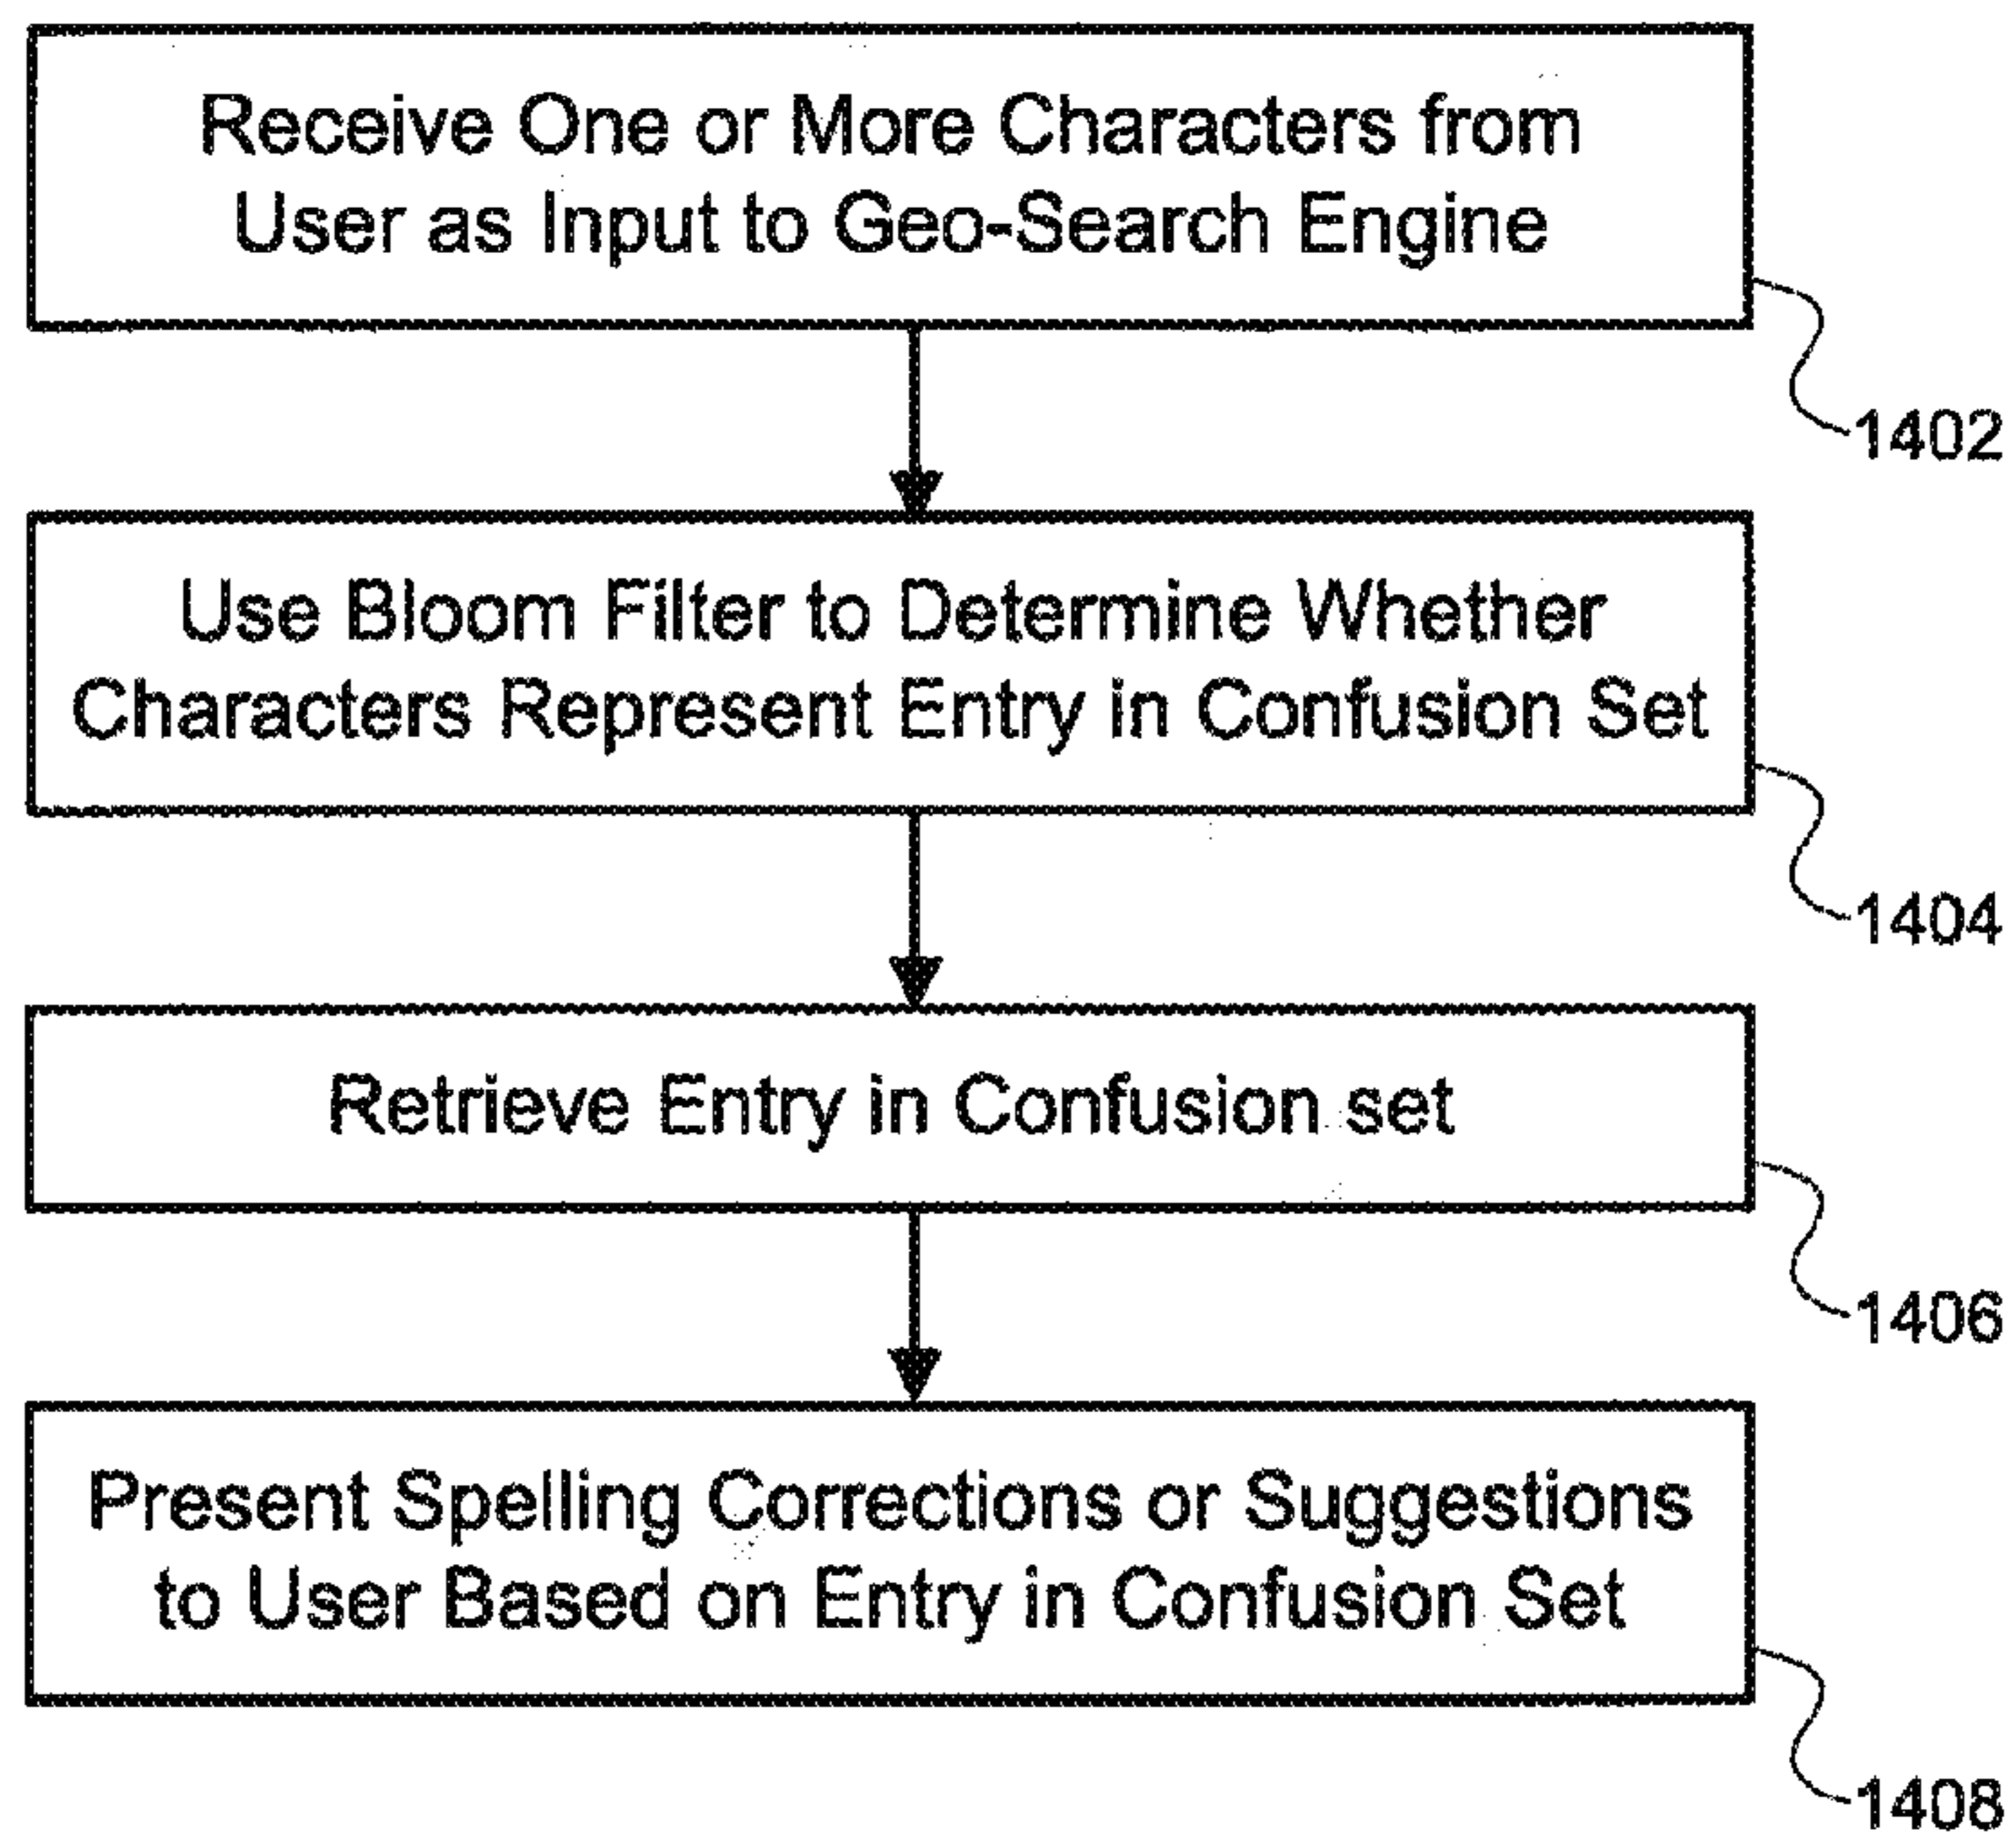 Receive One or More Characters from
User as Input to Geo-Search Engine
1402
Use Bloom Filter to Determine Whether
Characters Represent Entry in Confusion Set
1404
Retrieve Entry in Confusion set
1406
Present Spelling Corrections or Suggestions
to User Based on Entry in Confusion Set
1408